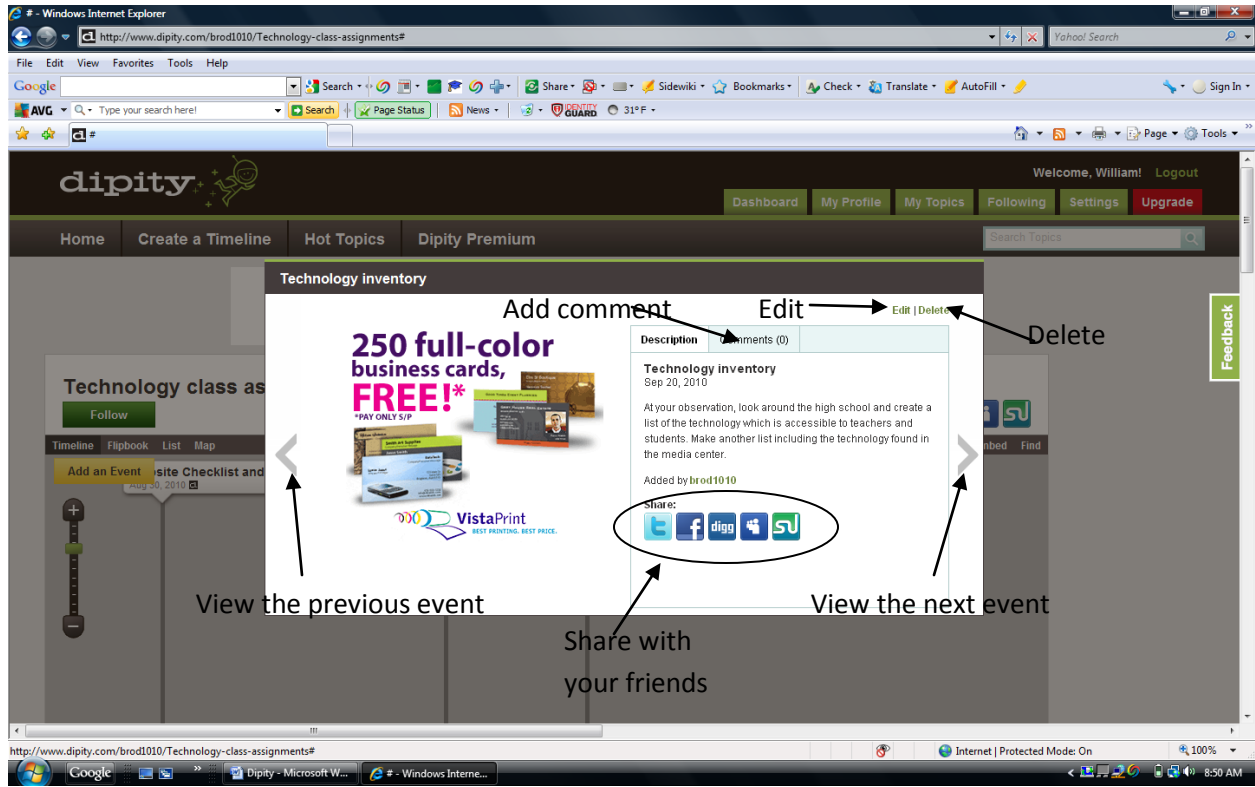 # - Windows Internet Explorer
http://www.dipity.com/brod1010/Technology-class-assignments#
Yahoo! Search
File Edit View Favorites Tools Help
Google Search Share Sidewiki Bookmarks Check Translate AutoFill Sign In
AVG Type your search here! Search Page Status News IDENTITY GUARD 31°F
# Page Tools
dipity
Welcome, William! Logout
Dashboard My Profile My Topics Following Settings Upgrade
Home Create a Timeline Hot Topics Dipity Premium Search Topics
Technology inventory
Add comment Edit Edit | Delete
Delete
Feedback
250 full-color
business cards,
FREE!*
*PAY ONLY S/P
VistaPrint
BEST PRINTING. BEST PRICE.
Description Comments (0)
Technology inventory
Sep 20, 2010
At your observation, look around the high school and create a
list of the technology which is accessible to teachers and
students. Make another list including the technology found in
the media center.
Added by brod1010
Share:
digg
Technology class as
Follow
Timeline Flipbook List Map
nbed Find
Add an Event site Checklist and
Aug 30, 2010
View the previous event
View the next event
Share with
your friends
http://www.dipity.com/brod1010/Technology-class-assignments#
Internet | Protected Mode: On 100%
Google Dipity - Microsoft W... # - Windows Interne... 8:50 AM